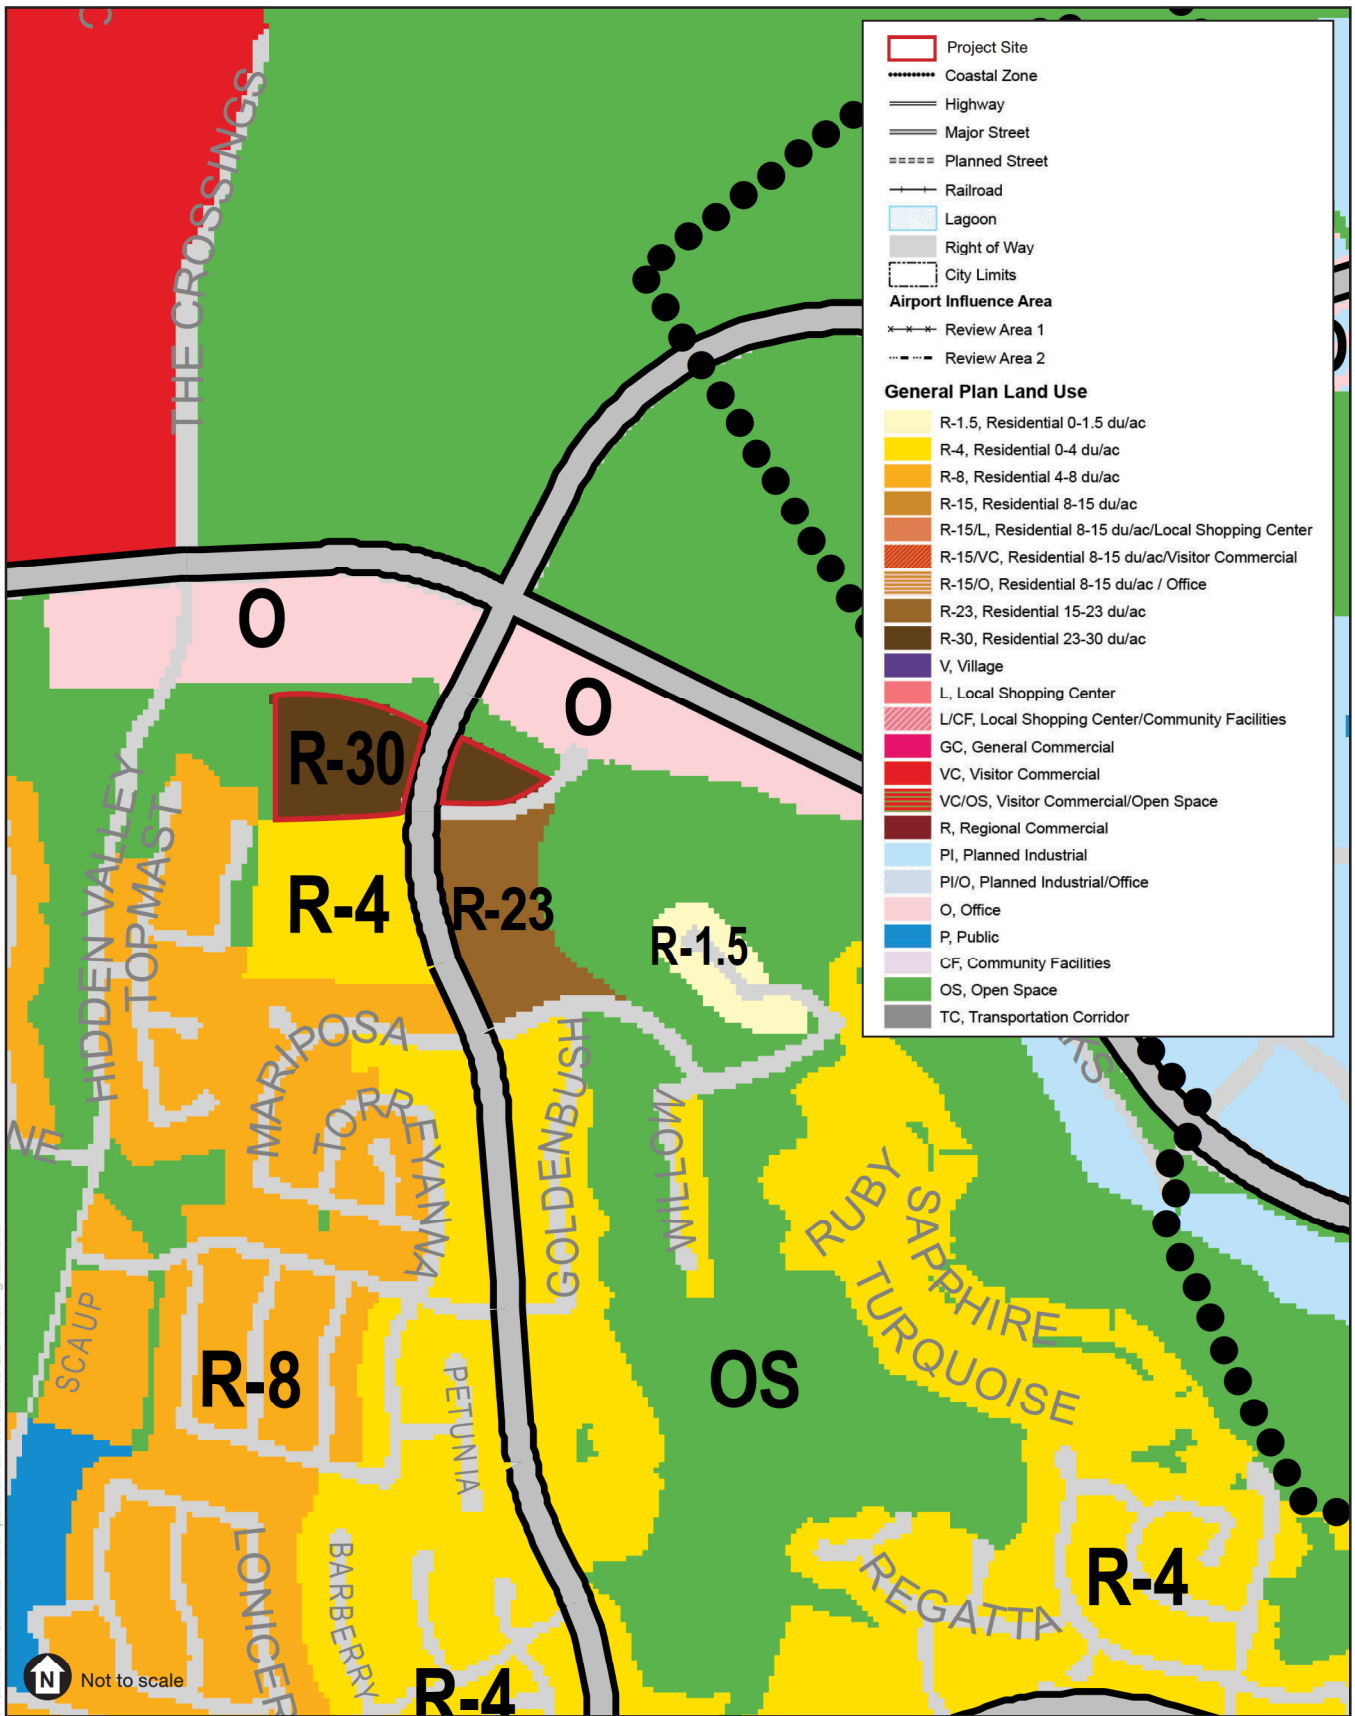 Project Site
Coastal Zone
Highway
Major Street
Planned Street
Railroad
Lagoon
Right of Way
City Limits
Airport Influence Area
Review Area 1
Review Area 2
General Plan Land Use
R-1.5, Residential 0-1.5 du/ac
R-4, Residential 0-4 du/ac
R-8, Residential 4-8 du/ac
R-15, Residential 8-15 du/ac
R-15/L, Residential 8-15 du/ac/Local Shopping Center
R-15/VC, Residential 8-15 du/ac/Visitor Commercial
R-15/O, Residential 8-15 du/ac / Office
R-23, Residential 15-23 du/ac
R-30, Residential 23-30 du/ac
V, Village
L, Local Shopping Center
L/CF, Local Shopping Center/Community Facilities
GC, General Commercial
VC, Visitor Commercial
VC/OS, Visitor Commercial/Open Space
R, Regional Commercial
PI, Planned Industrial
PI/O, Planned Industrial/Office
O, Office
P, Public
CF, Community Facilities
OS, Open Space
TC, Transportation Corridor
THE CROSSINGS
O
O
R-30
HIDDEN VALLEY
TOPMAST
R-4
R-23
R-1.5
MARIPOSA
TORREYANNA
GOLDENBUSH
WILLOW
RUBY
SAPPHIRE
TURQUOISE
SCAUP
R-8
PETUNIA
OS
LONICER
BARBERRY
REGATTA
R-4
R-4
N
Not to scale